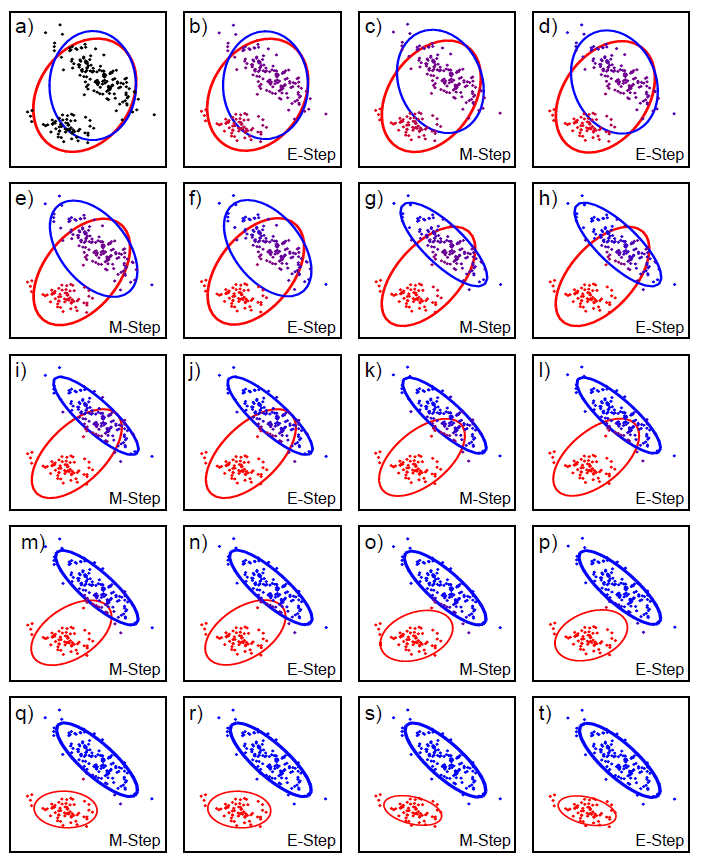 a)
b)
E-Step
c)
M-Step
d)
E-Step
e)
M-Step
f)
E-Step
g)
M-Step
h)
E-Step
i)
M-Step
j)
E-Step
k)
M-Step
l)
E-Step
m)
M-Step
n)
E-Step
o)
M-Step
p)
E-Step
q)
M-Step
r)
E-Step
s)
M-Step
t)
E-Step